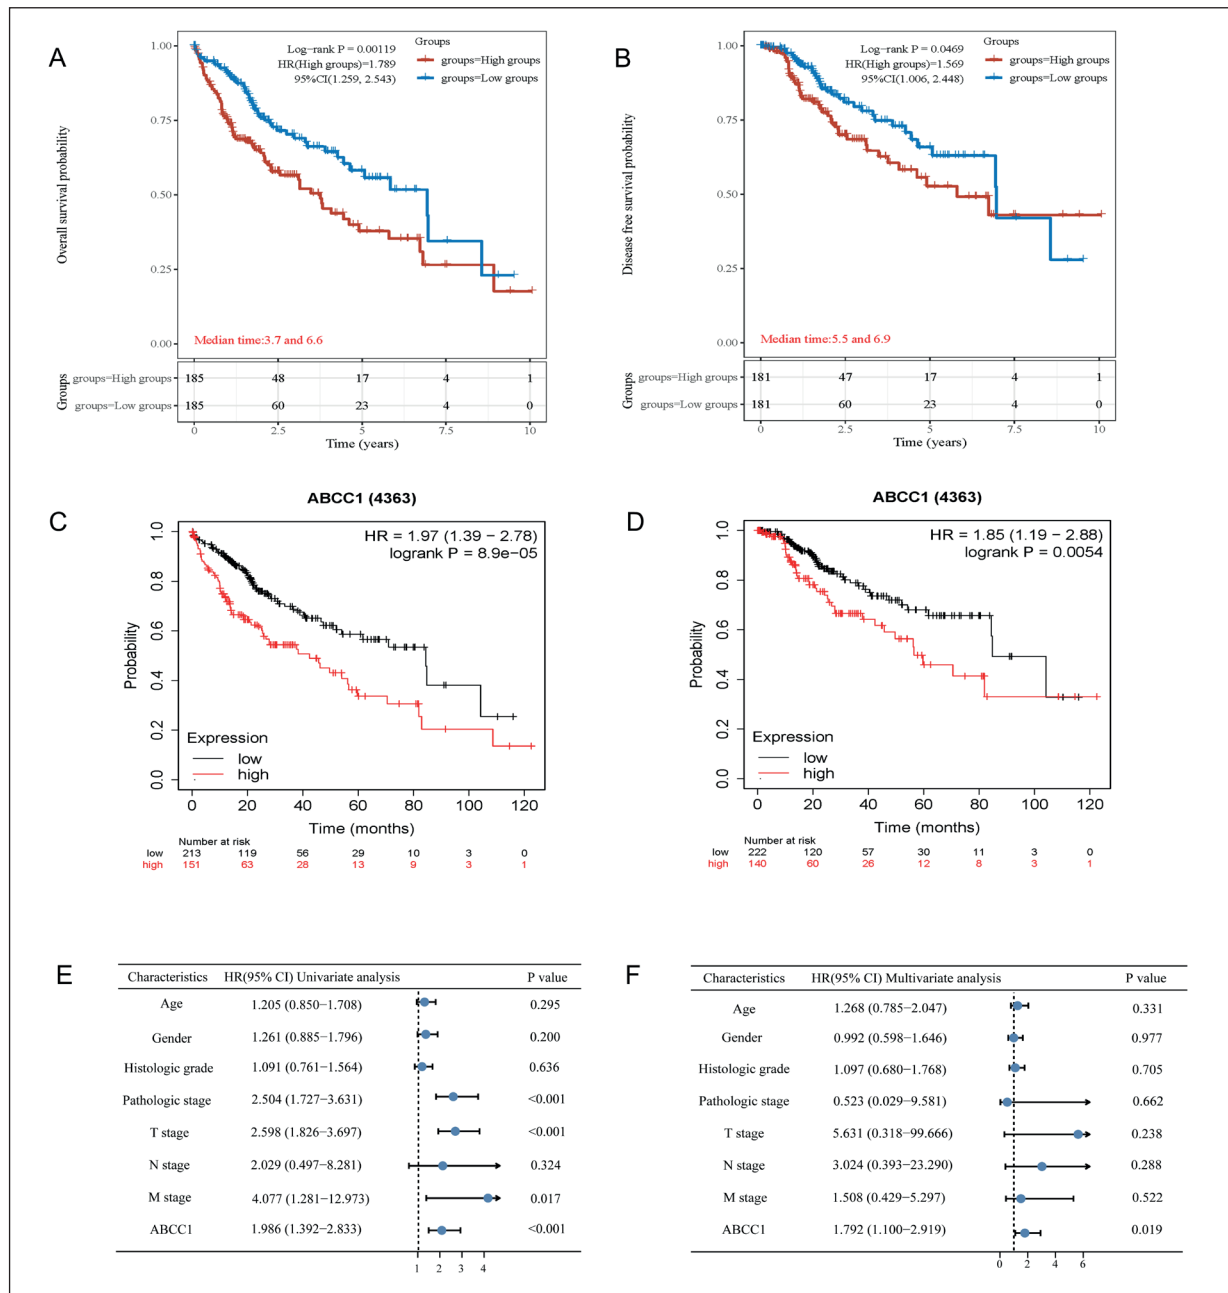 A
Log-rank P = 0.00119
HR(High groups)=1.789
95%CI(1.259, 2.543)
Groups
groups=High groups
groups=Low groups
Overall survival probability
1.00
0.75
0.50
0.25
0.00
Median time:3.7 and 6.6
Groups
groups=High groups 185 48 17 4 1
groups=Low groups 185 60 23 4 0
0 2.5 5 7.5 10
Time (years)
B
Log-rank P = 0.0469
HR(High groups)=1.569
95%CI(1.006, 2.448)
Groups
groups=High groups
groups=Low groups
Disease free survival probability
1.00
0.75
0.50
0.25
0.00
Median time:5.5 and 6.9
Groups
groups=High groups 181 47 17 4 1
groups=Low groups 181 60 23 4 0
0 2.5 5 7.5 10
Time (years)
C
ABCC1 (4363)
HR = 1.97 (1.39 − 2.78)
logrank P = 8.9e−05
Probability
1.0
0.8
0.6
0.4
0.2
0.0
Expression
low
high
0 20 40 60 80 100 120
Time (months)
Number at risk
low 213 119 56 29 10 3 0
high 151 63 28 13 9 3 1
D
ABCC1 (4363)
HR = 1.85 (1.19 − 2.88)
logrank P = 0.0054
Probability
1.0
0.8
0.6
0.4
0.2
0.0
Expression
low
high
0 20 40 60 80 100 120
Time (months)
Number at risk
low 222 120 57 30 11 3 0
high 140 60 26 12 8 3 1
E
Characteristics HR(95% CI) Univariate analysis P value
Age 1.205 (0.850−1.708) 0.295
Gender 1.261 (0.885−1.796) 0.200
Histologic grade 1.091 (0.761−1.564) 0.636
Pathologic stage 2.504 (1.727−3.631) <0.001
T stage 2.598 (1.826−3.697) <0.001
N stage 2.029 (0.497−8.281) 0.324
M stage 4.077 (1.281−12.973) 0.017
ABCC1 1.986 (1.392−2.833) <0.001
1 2 3 4
F
Characteristics HR(95% CI) Multivariate analysis P value
Age 1.268 (0.785−2.047) 0.331
Gender 0.992 (0.598−1.646) 0.977
Histologic grade 1.097 (0.680−1.768) 0.705
Pathologic stage 0.523 (0.029−9.581) 0.662
T stage 5.631 (0.318−99.666) 0.238
N stage 3.024 (0.393−23.290) 0.288
M stage 1.508 (0.429−5.297) 0.522
ABCC1 1.792 (1.100−2.919) 0.019
0 2 4 6